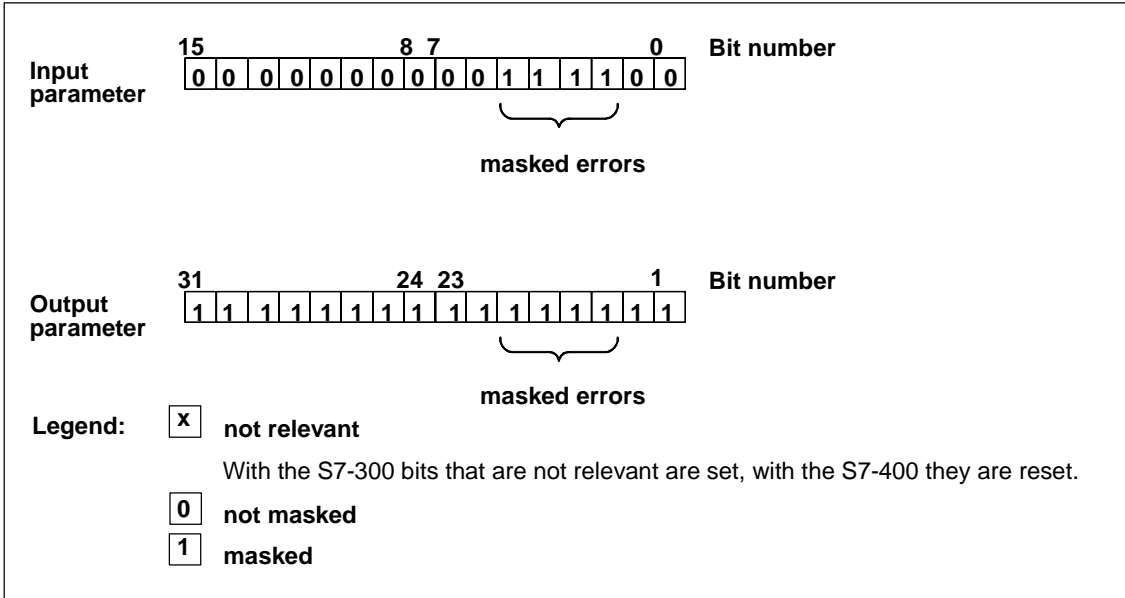 15 8 7 0 Bit number
Input parameter
0 0 0 0 0 0 0 0 0 0 1 1 1 1 0 0
masked errors
31 24 23 1 Bit number
Output parameter
1 1 1 1 1 1 1 1 1 1 1 1 1 1 1 1
masked errors
Legend: x not relevant
With the S7-300 bits that are not relevant are set, with the S7-400 they are reset.
0 not masked
1 masked